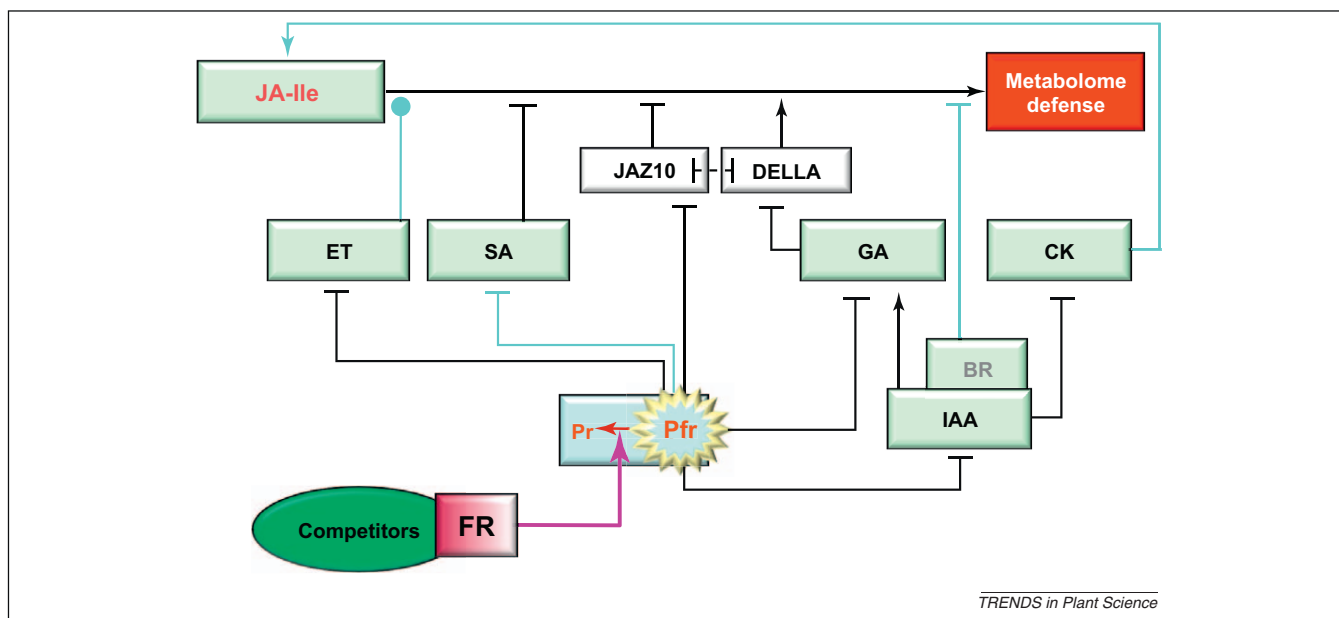 JA-Ile
Metabolome
defense
JAZ10
DELLA
ET
SA
GA
CK
BR
IAA
Pr
Pfr
Competitors
FR
TRENDS in Plant Science